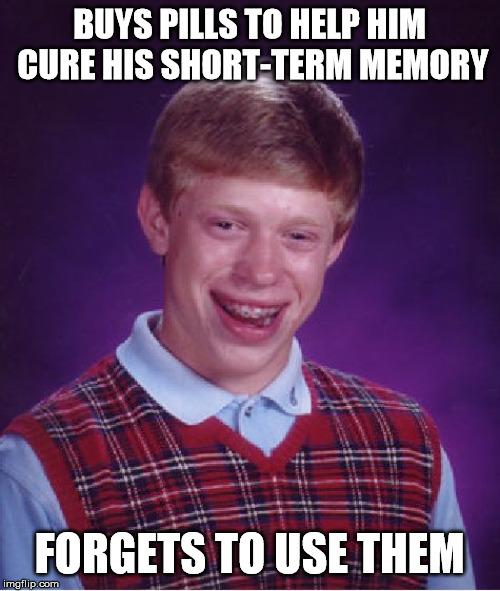 BUYS PILLS TO HELP HIM
CURE HIS SHORT-TERM MEMORY
FORGETS TO USE THEM
imgflip.com